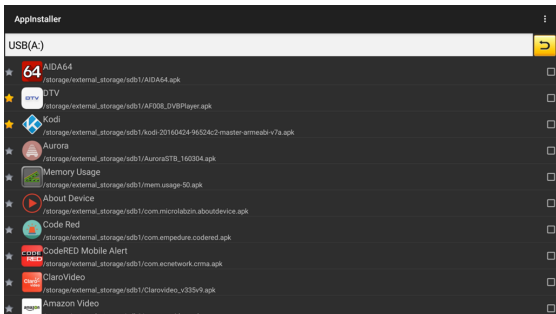 AppInstaller
USB(A:)
64
AIDA64
/storage/external_storage/sdb1/AIDA64.apk
DTV
DTV
/storage/external_storage/sdb1/AF008_DVBPlayer.apk
Kodi
/storage/external_storage/sdb1/kodi-20160424-96524c2-master-armeabi-v7a.apk
Aurora
/storage/external_storage/sdb1/AuroraSTB_160304.apk
Memory Usage
/storage/external_storage/sdb1/mem.usage-50.apk
About Device
/storage/external_storage/sdb1/com.microlabzin.aboutdevice.apk
Code Red
/storage/external_storage/sdb1/com.empedure.codered.apk
CODE
RED
CodeRED Mobile Alert
/storage/external_storage/sdb1/com.ecnetwork.crma.apk
Claro
ClaroVideo
/storage/external_storage/sdb1/Clarovideo_v335v9.apk
amazon
Amazon Video